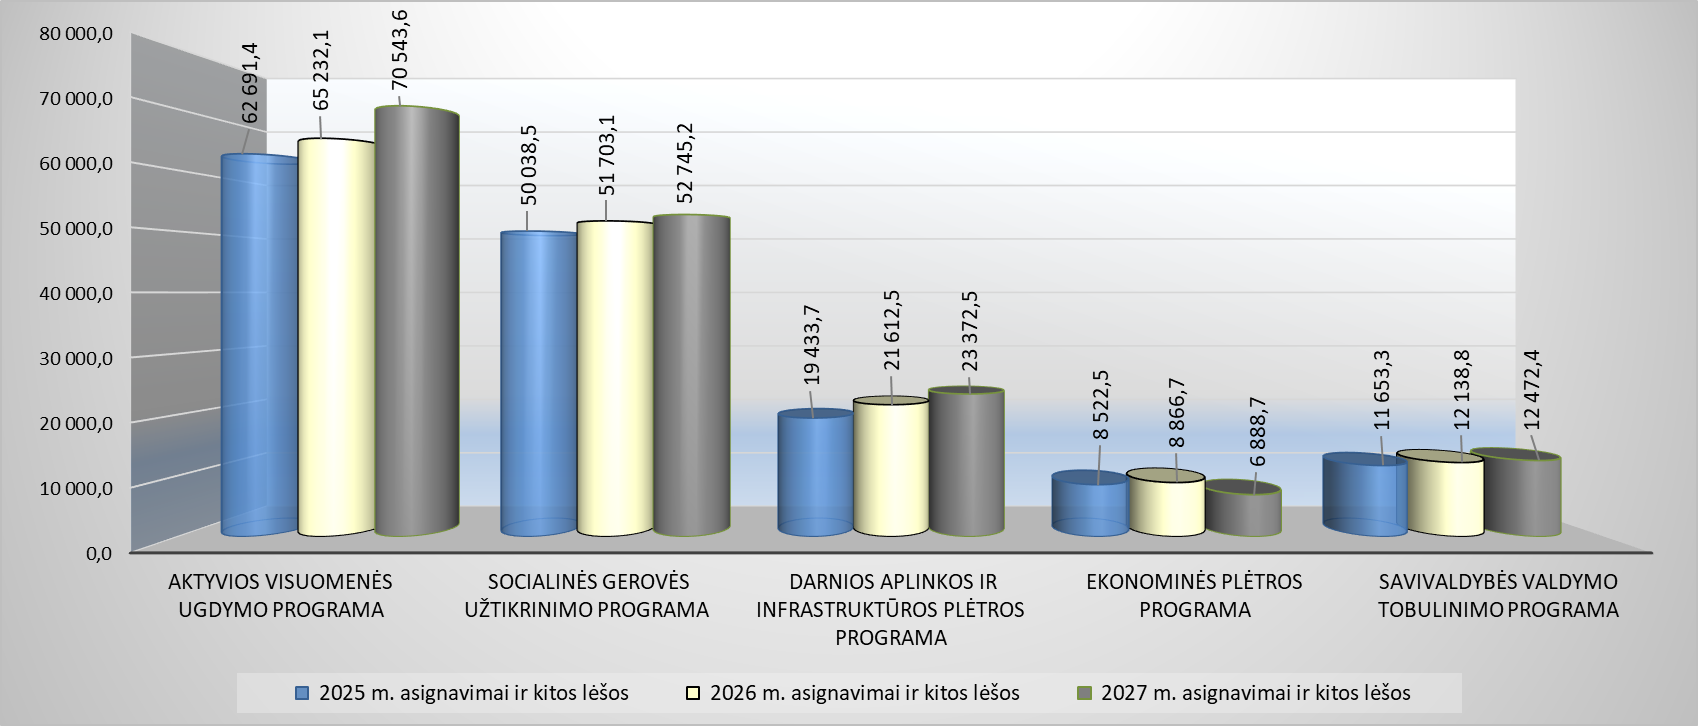 80 000,0
70 000,0
60 000,0
50 000,0
40 000,0
30 000,0
20 000,0
10 000,0
0,0
62 691,4
65 232,1
70 543,6
50 038,5
51 703,1
52 745,2
19 433,7
21 612,5
23 372,5
8 522,5
8 866,7
6 888,7
11 653,3
12 138,8
12 472,4
AKTYVIOS VISUOMENĖS
UGDYMO PROGRAMA
SOCIALINĖS GEROVĖS
UŽTIKRINIMO PROGRAMA
DARNIOS APLINKOS IR
INFRASTRUKTŪROS PLĖTROS
PROGRAMA
EKONOMINĖS PLĖTROS
PROGRAMA
SAVIVALDYBĖS VALDYMO
TOBULINIMO PROGRAMA
2025 m. asignavimai ir kitos lėšos
2026 m. asignavimai ir kitos lėšos
2027 m. asignavimai ir kitos lėšos